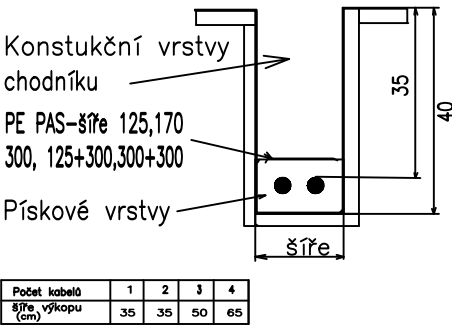 Konstukční vrstvy
chodníku
PE PAS-šíře 125,170
300, 125+300,300+300
Pískové vrstvy
35
40
šíře
Počet kabelů 1 2 3 4
šíře výkopu (cm) 35 35 50 65